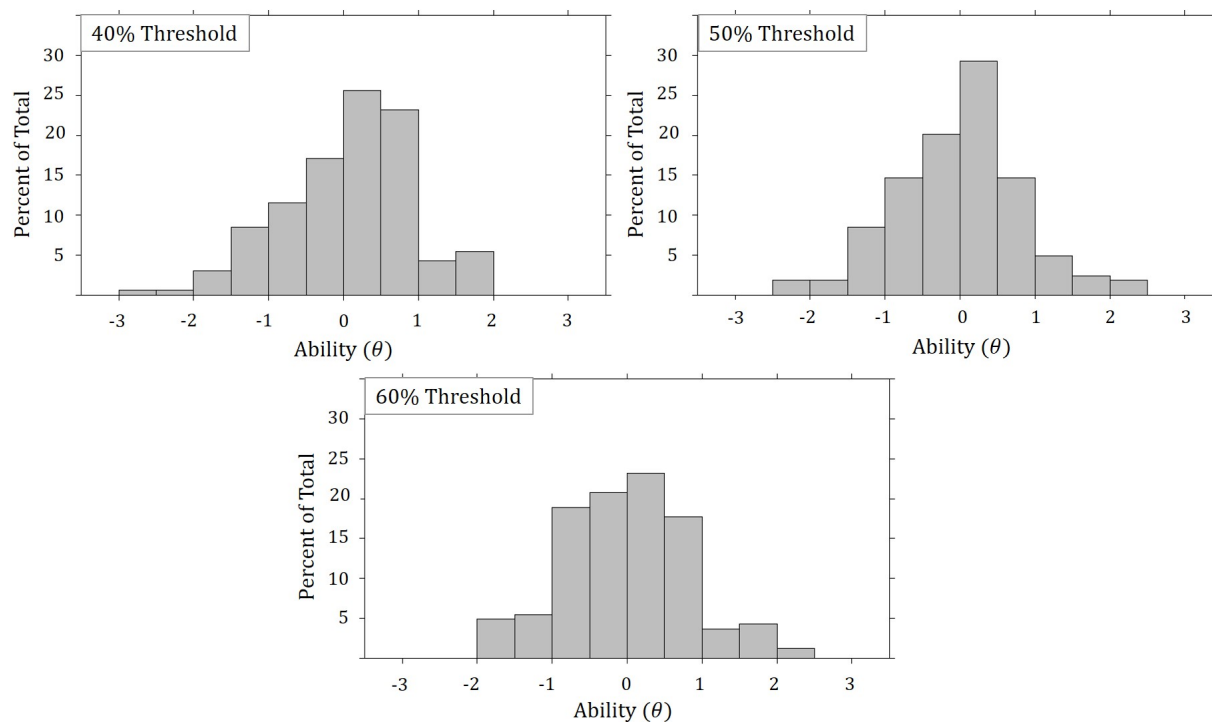 40% Threshold
30
25
20
15
10
5
Percent of Total
-3 -2 -1 0 1 2 3
Ability (θ)
50% Threshold
30
25
20
15
10
5
Percent of Total
-3 -2 -1 0 1 2 3
Ability (θ)
60% Threshold
30
25
20
15
10
5
Percent of Total
-3 -2 -1 0 1 2 3
Ability (θ)